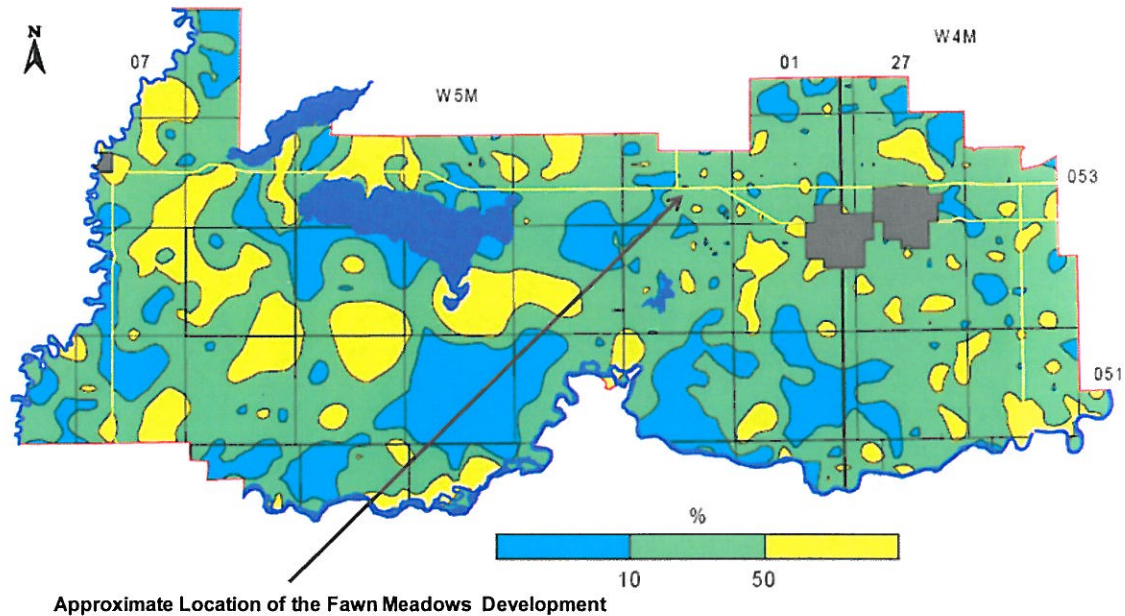 N
W4M
07
01
27
W5M
053
051
%
10
50
Approximate Location of the Fawn Meadows Development